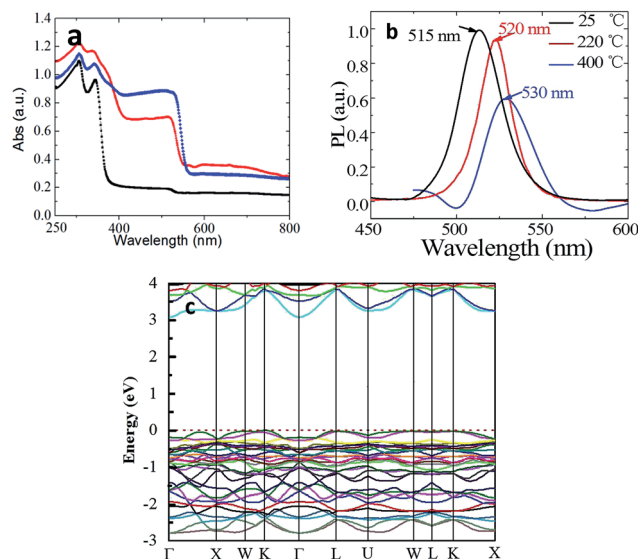 a
Abs (a.u.)
1.4
1.2
1.0
0.8
0.6
0.4
0.2
0.0
250 400 500 600 700 800
Wavelength (nm)
b
PL (a.u.)
1.0
0.8
0.6
0.4
0.2
0.0
515 nm
520 nm
530 nm
25 ℃
220 ℃
400 ℃
450 500 550 600
Wavelength (nm)
c
Energy (eV)
4
3
2
1
0
-1
-2
-3
Γ X W K Γ L U W L K X